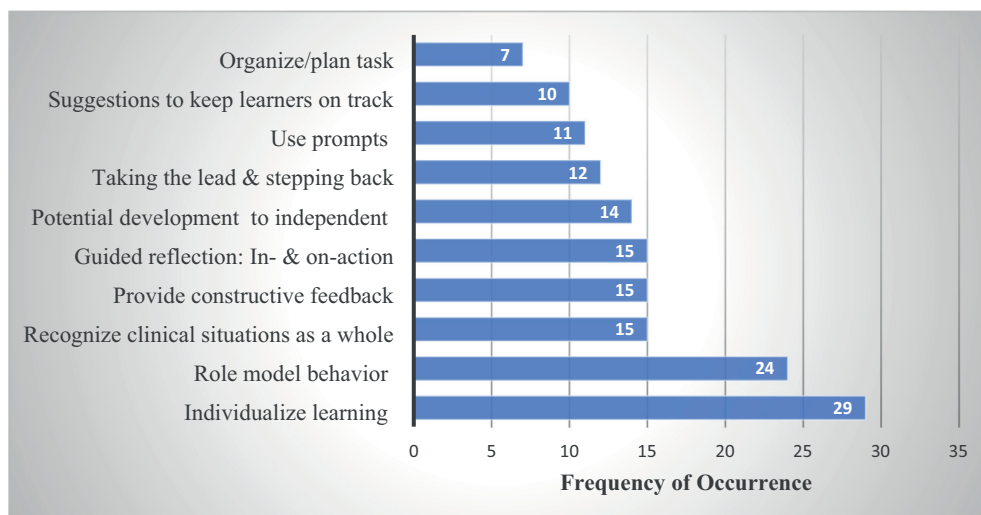 Organize/plan task 7
Suggestions to keep learners on track 10
Use prompts 11
Taking the lead & stepping back 12
Potential development to independent 14
Guided reflection: In- & on-action 15
Provide constructive feedback 15
Recognize clinical situations as a whole 15
Role model behavior 24
Individualize learning 29
0 5 10 15 20 25 30 35
Frequency of Occurrence